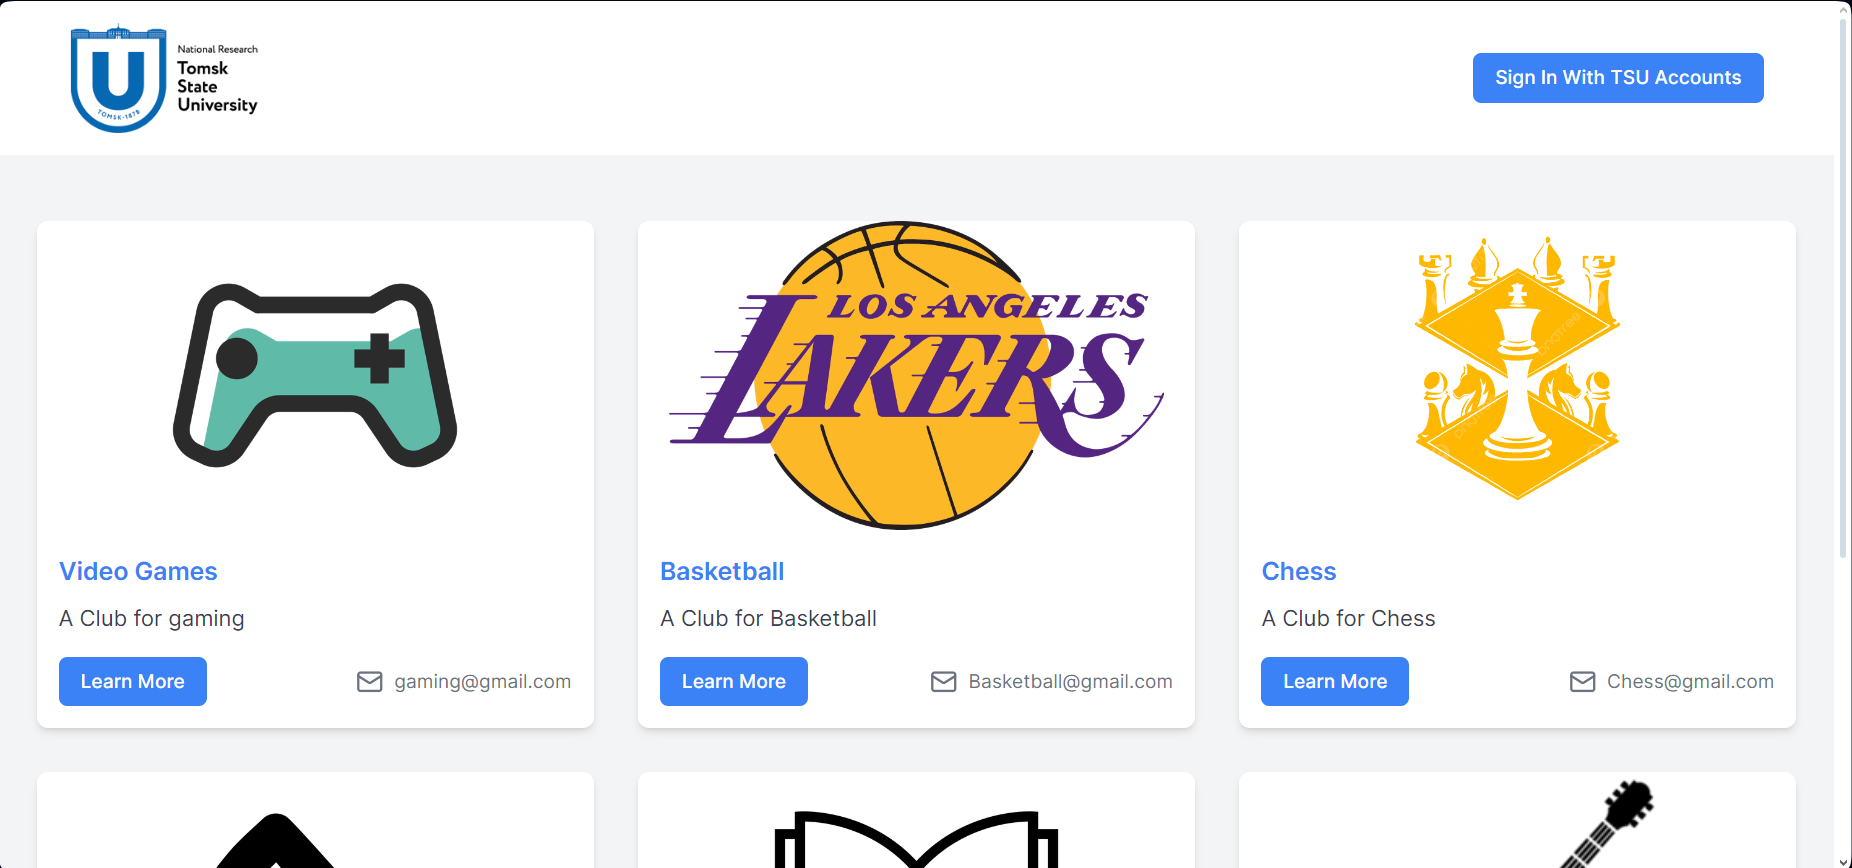 National Research
Tomsk
State
University
TOMSK-1878
Sign In With TSU Accounts
LOS ANGELES
LAKERS
pngtree
Video Games
Basketball
Chess
A Club for gaming
A Club for Basketball
A Club for Chess
Learn More
gaming@gmail.com
Learn More
Basketball@gmail.com
Learn More
Chess@gmail.com